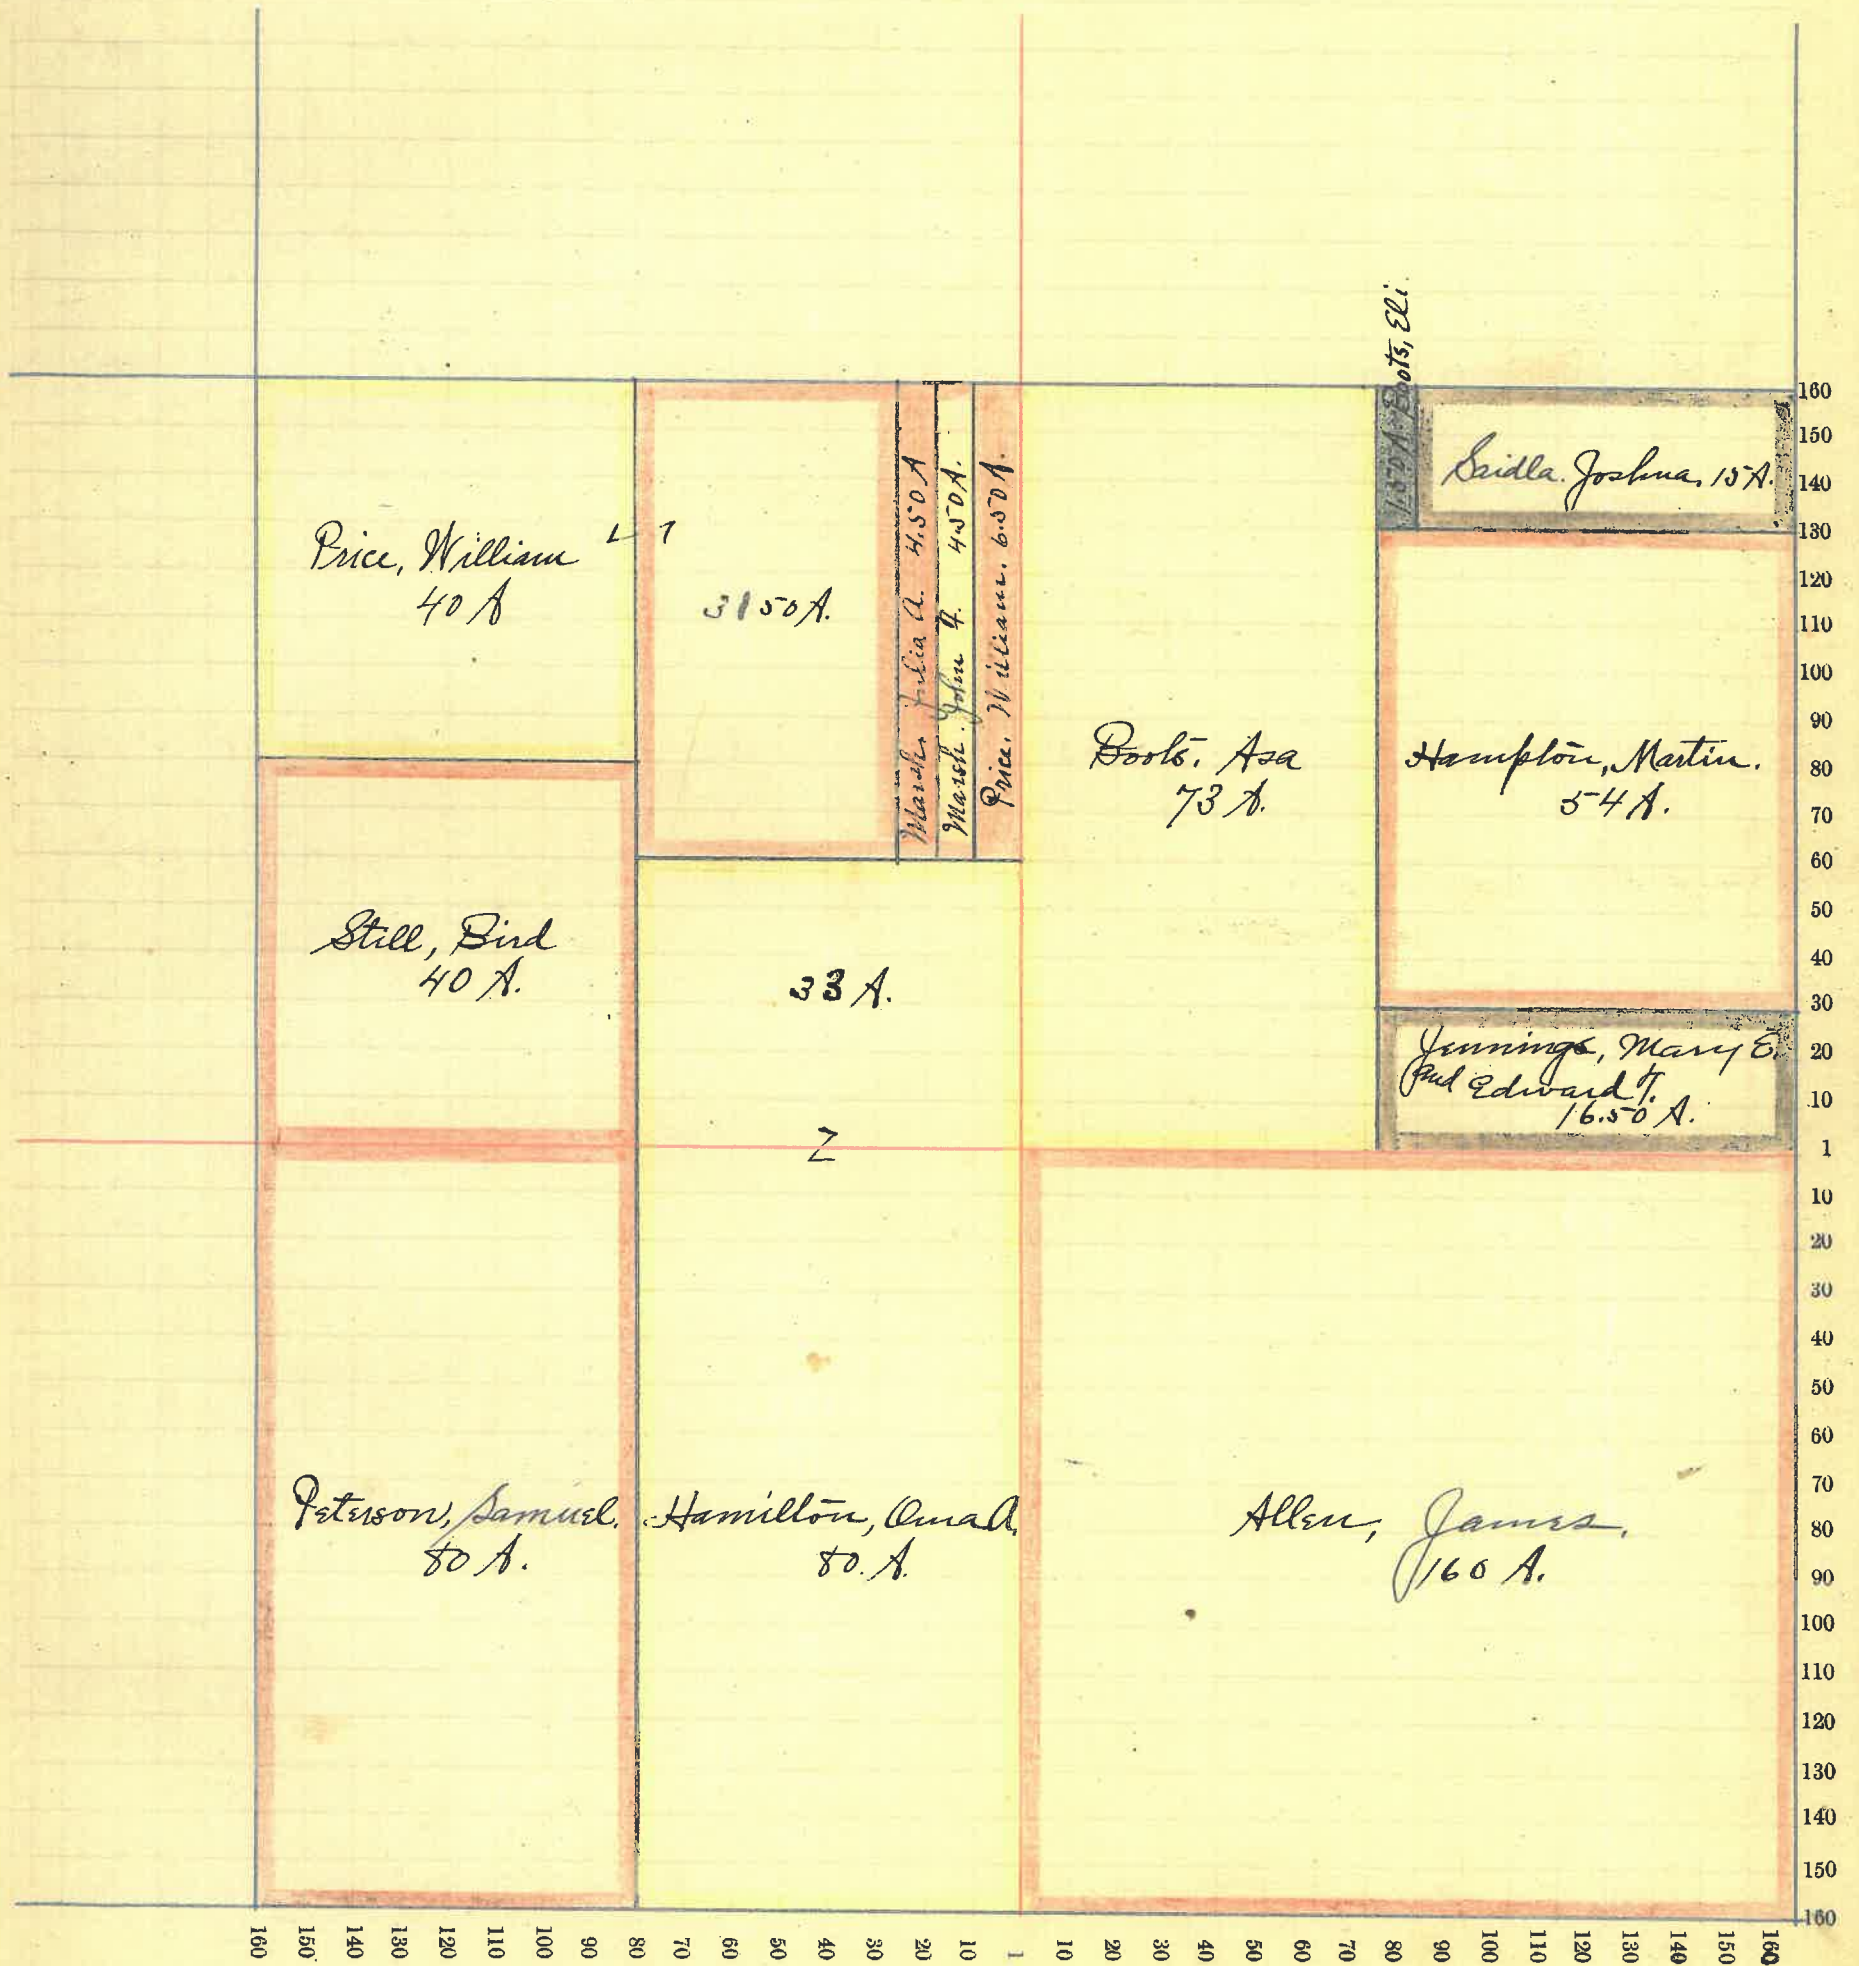 Boots, Eli.
1.50 A.
Saidla. Joshua. 15 A.
Price, William
40 A
3150 A.
Marsh. Julia A. 4.50 A
Marsh. John 4.50 A.
Price, William. 6.50 A.
Boots. Asa
73 A.
Hampton, Martin.
54 A.
Still, Bird
40 A.
33 A.
Jennings, Mary E.
and Edward T.
16.50 A.
Z
Peterson, Samuel.
80 A.
Hamilton, Oma A.
80. A.
Allen, James.
160 A.
160
150
140
130
120
110
100
90
80
70
60
50
40
30
20
10
1
10
20
30
40
50
60
70
80
90
100
110
120
130
140
150
160
160 150 140 130 120 110 100 90 80 70 60 50 40 30 20 10 1 10 20 30 40 50 60 70 80 90 100 110 120 130 140 150 160